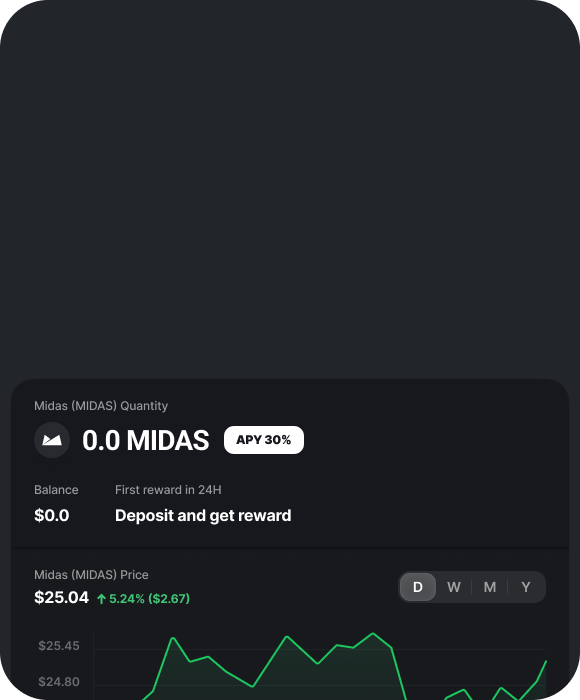 Midas (MIDAS) Quantity
0.0 MIDAS APY 30%
Balance First reward in 24H
$0.0 Deposit and get reward
Midas (MIDAS) Price
$25.04 ↑ 5.24% ($2.67) D W M Y
$25.45
$24.80